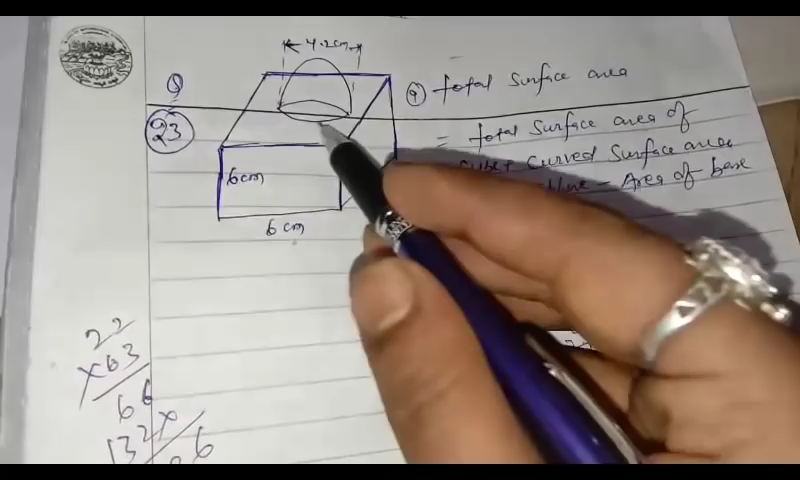 4.2cm
Q
23
6cm
6 cm
(9) total Surface area
= total Surface area of
Curved Surface area
- Area of base
22
x63
66
132x